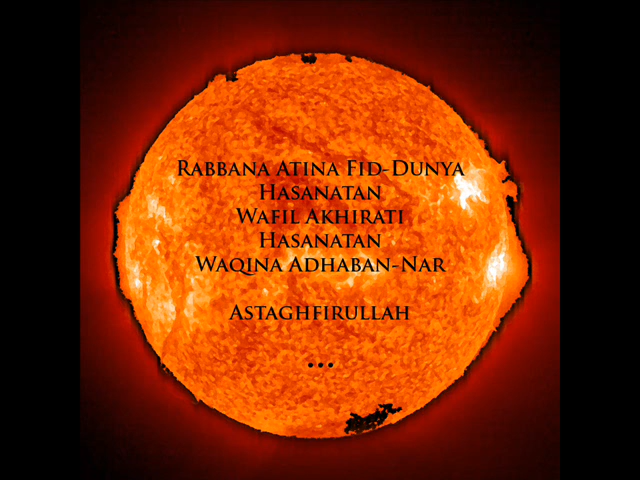 Rabbana Atina Fid-Dunya
Hasanatan
Wafil Akhirati
Hasanatan
Waqina Adhaban-Nar
Astaghfirullah
...